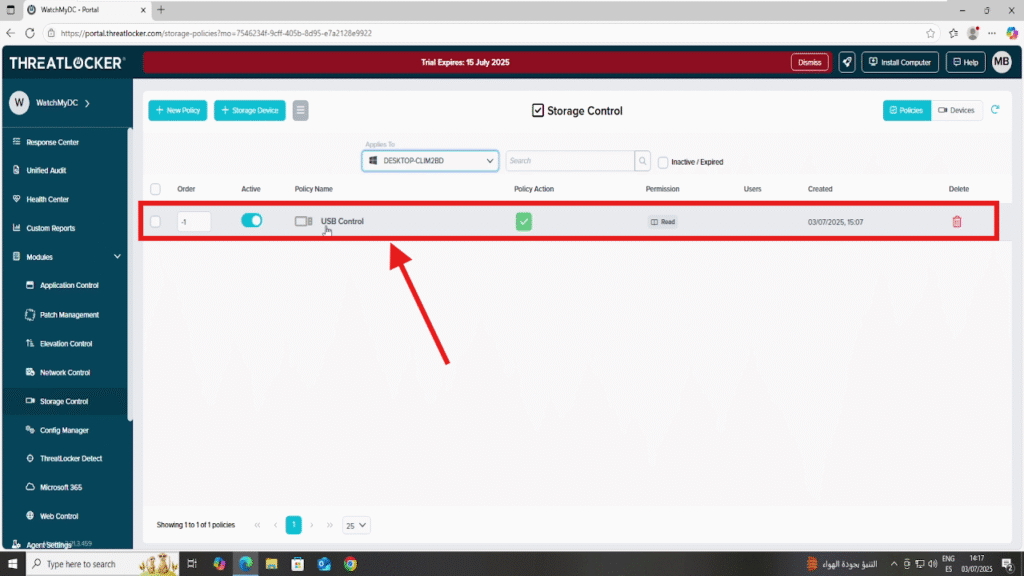 WatchMyDC - Portal
https://portal.threatlocker.com/storage-policies?mo=7546234f-9cff-405b-8d95-e7a2128e9922
THREATLOCKER
Trial Expires: 15 July 2025
Dismiss
Install Computer
Help
MB
W
WatchMyDC
+ New Policy
+ Storage Device
Storage Control
Policies
Devices
Applies To
DESKTOP-CLIM2BD
Search
Inactive / Expired
Order
Active
Policy Name
Policy Action
Permission
Users
Created
Delete
-1
USB Control
Read
03/07/2025, 15:07
Response Center
Unified Audit
Health Center
Custom Reports
Modules
Application Control
Patch Management
Elevation Control
Network Control
Storage Control
Config Manager
ThreatLocker Detect
Microsoft 365
Web Control
Agent Settings
Showing 1 to 1 of 1 policies
1
25
Type here to search
التنبؤ بجودة الهواء
ENG
ES
14:17
03/07/2025
2